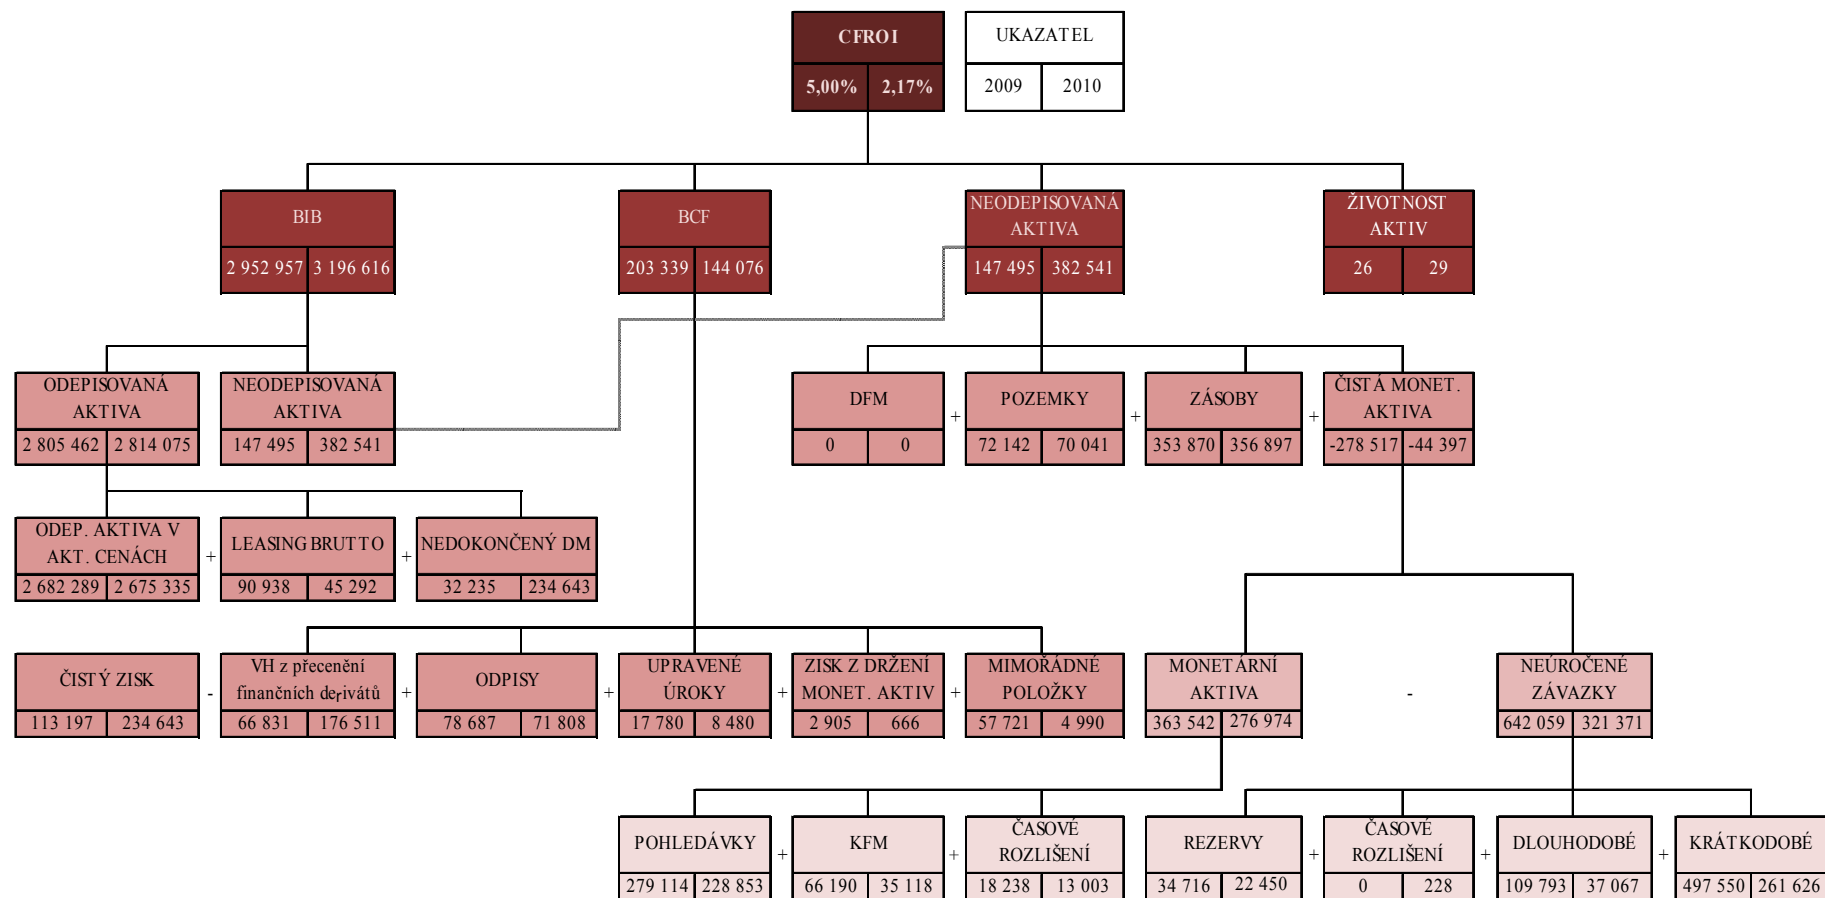 CFROI
5,00% 2,17%
UKAZATEL
2009 2010
BIB
2 952 957 3 196 616
BCF
203 339 144 076
NEODEPISOVANÁ
AKTIVA
147 495 382 541
ŽIVOTNOST
AKTIV
26 29
ODEPISOVANÁ
AKTIVA
2 805 462 2 814 075
NEODEPISOVANÁ
AKTIVA
147 495 382 541
DFM
0 0
+
POZEMKY
72 142 70 041
+
ZÁSOBY
353 870 356 897
+
ČISTÁ MONET.
AKTIVA
-278 517 -44 397
ODEP. AKTIVA V
AKT. CENÁCH
2 682 289 2 675 335
+
LEASING BRUTTO
90 938 45 292
+
NEDOKONČENÝ DM
32 235 234 643
ČISTÝ ZISK
113 197 234 643
-
VH z přecenění
finančních derivátů
66 831 176 511
+
ODPISY
78 687 71 808
+
UPRAVENÉ
ÚROKY
17 780 8 480
+
ZISK Z DRŽENÍ
MONET. AKTIV
2 905 666
+
MIMOŘÁDNÉ
POLOŽKY
57 721 4 990
MONETÁRNÍ
AKTIVA
363 542 276 974
-
NEÚROČENÉ
ZÁVAZKY
642 059 321 371
POHLEDÁVKY
279 114 228 853
+
KFM
66 190 35 118
+
ČASOVÉ
ROZLIŠENÍ
18 238 13 003
REZERVY
34 716 22 450
+
ČASOVÉ
ROZLIŠENÍ
0 228
+
DLOUHODOBÉ
109 793 37 067
+
KRÁTKODOBÉ
497 550 261 626